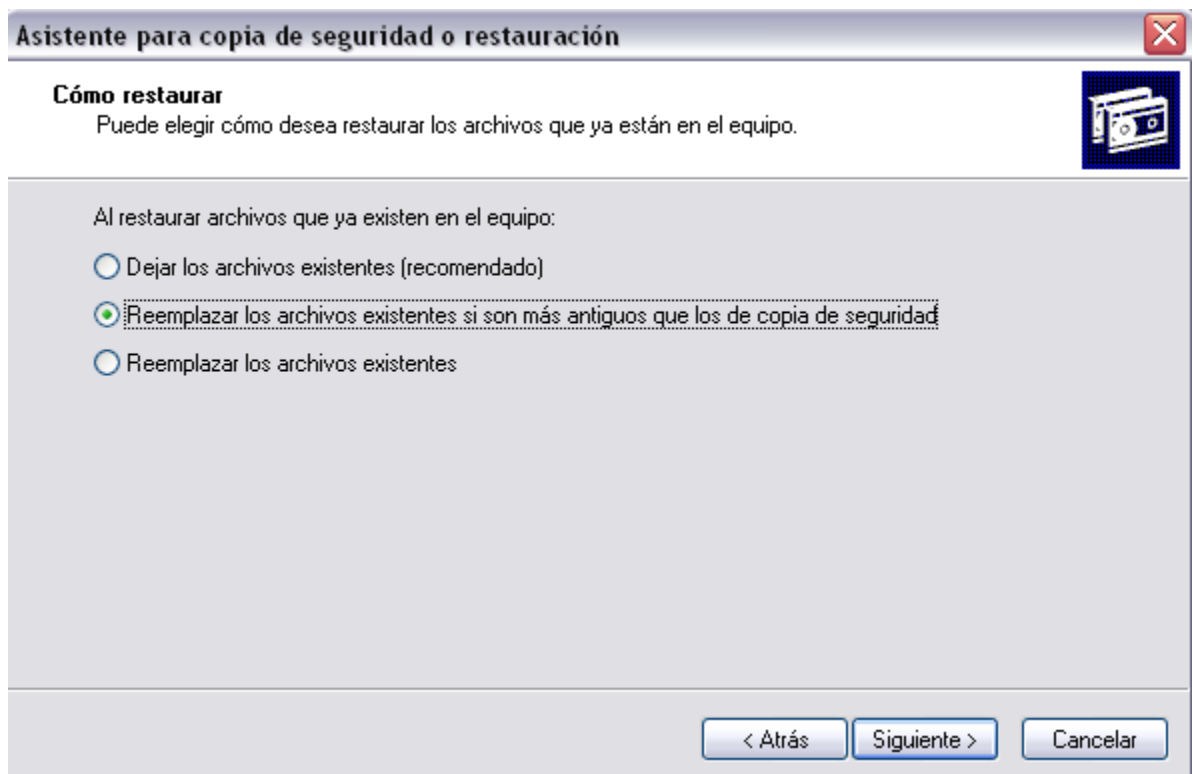 Asistente para copia de seguridad o restauración
Cómo restaurar
Puede elegir cómo desea restaurar los archivos que ya están en el equipo.
Al restaurar archivos que ya existen en el equipo:
Dejar los archivos existentes (recomendado)
Reemplazar los archivos existentes si son más antiguos que los de copia de seguridad
Reemplazar los archivos existentes
< Atrás Siguiente > Cancelar